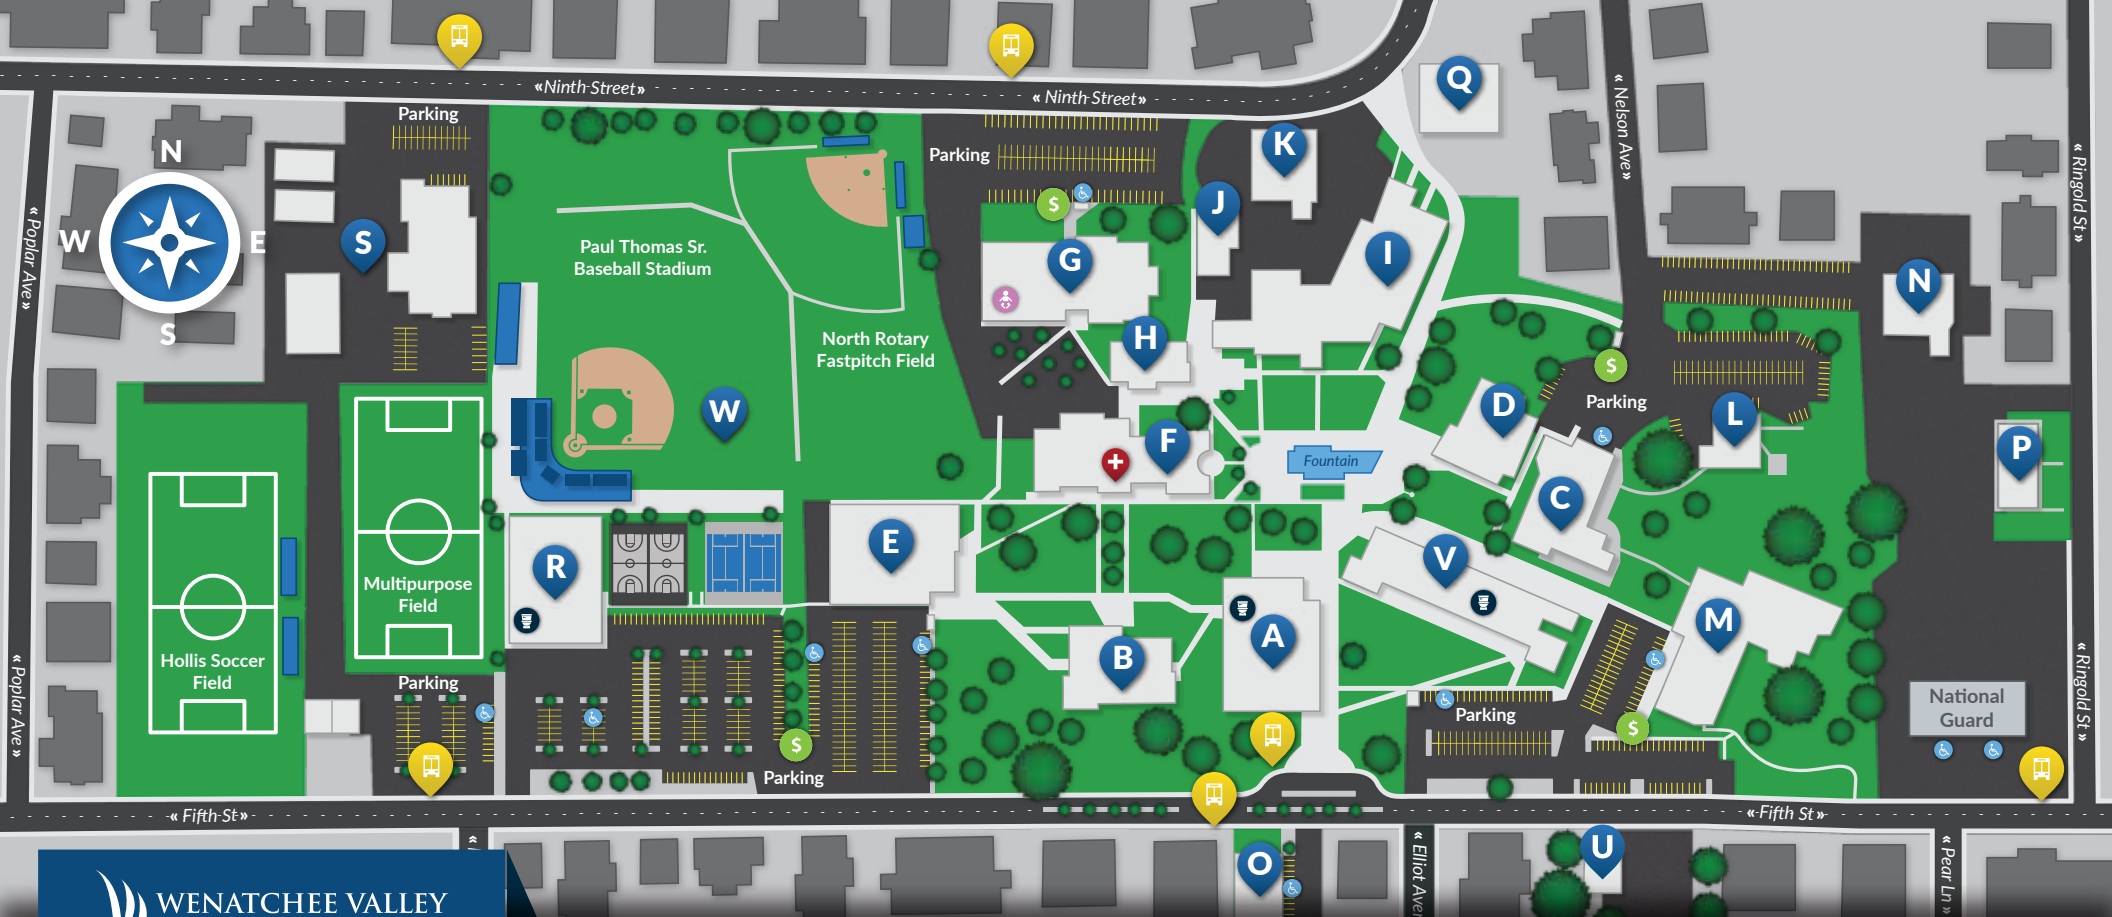 «Ninth Street»
« Ninth Street»
Q
« Nelson Ave»
« Ringold St »
Parking
N
W
E
S
« Poplar Ave»
S
Paul Thomas Sr.
Baseball Stadium
North Rotary
Fastpitch Field
W
Parking
$
G
H
J
K
I
F
Fountain
$
Parking
D
C
L
N
P
Multipurpose
Field
Hollis Soccer
Field
Parking
« Poplar Ave »
R
E
$
Parking
B
A
V
M
Parking
$
National
Guard
« Ringold St »
« Fifth St»
« Fifth St»
«
O
« Elliot Aven
U
« Pear Ln »
WENATCHEE VALLEY